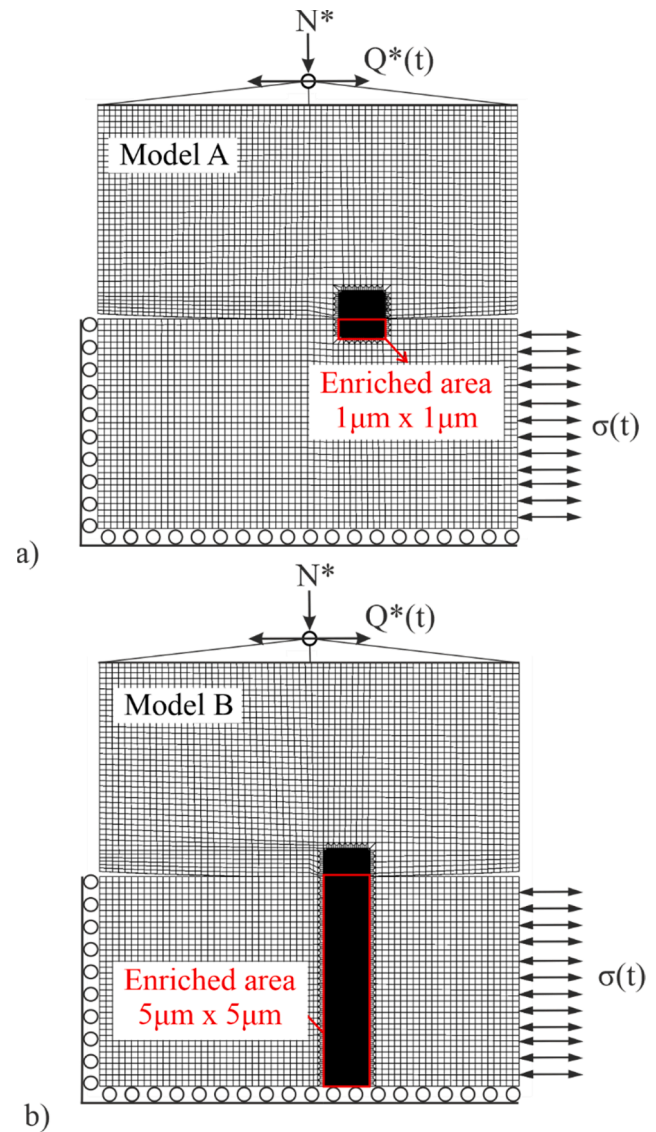 N*
Q*(t)
Model A
Enriched area
1μm x 1μm
σ(t)
a)
N*
Q*(t)
Model B
Enriched area
5μm x 5μm
σ(t)
b)